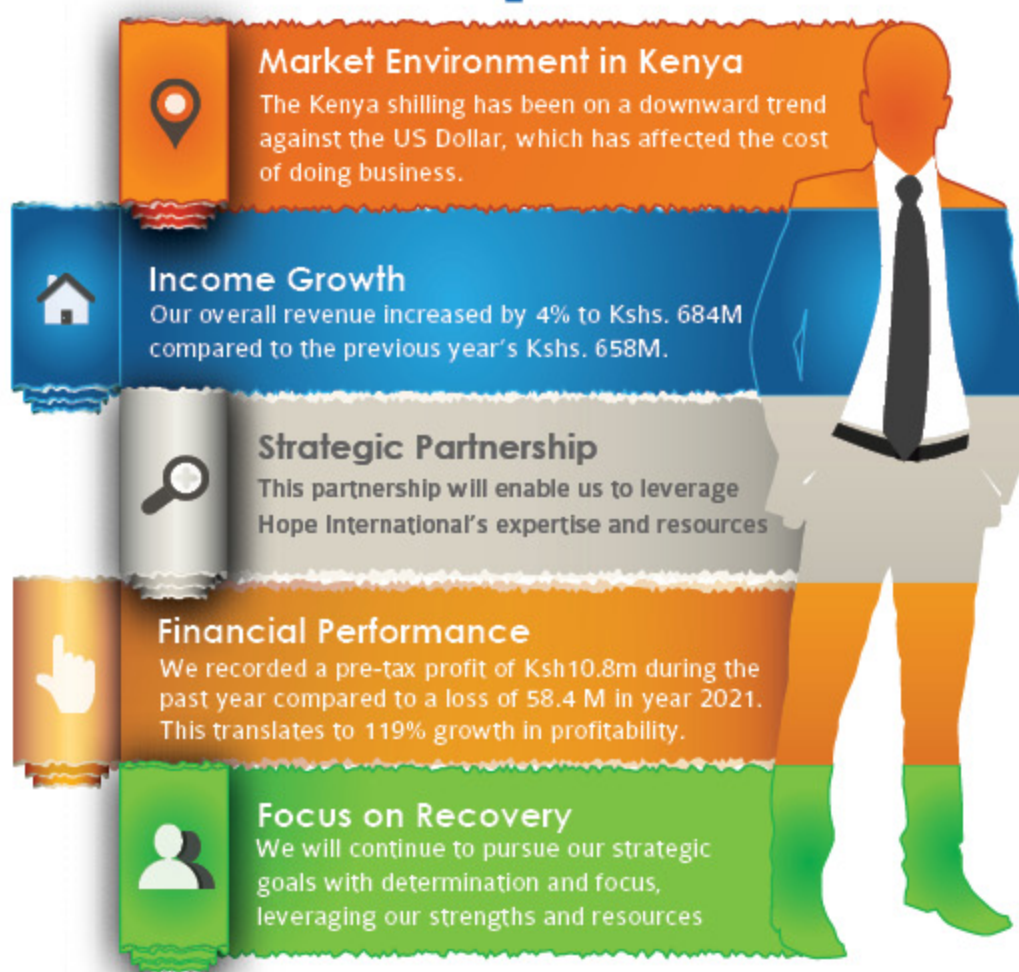 Market Environment in Kenya
The Kenya shilling has been on a downward trend
against the US Dollar, which has affected the cost
of doing business.
Income Growth
Our overall revenue increased by 4% to Kshs. 684M
compared to the previous year's Kshs. 658M.
Strategic Partnership
This partnership will enable us to leverage
Hope International's expertise and resources
Financial Performance
We recorded a pre-tax profit of Ksh10.8m during the
past year compared to a loss of 58.4 M in year 2021.
This translates to 119% growth in profitability.
Focus on Recovery
We will continue to pursue our strategic
goals with determination and focus,
leveraging our strengths and resources